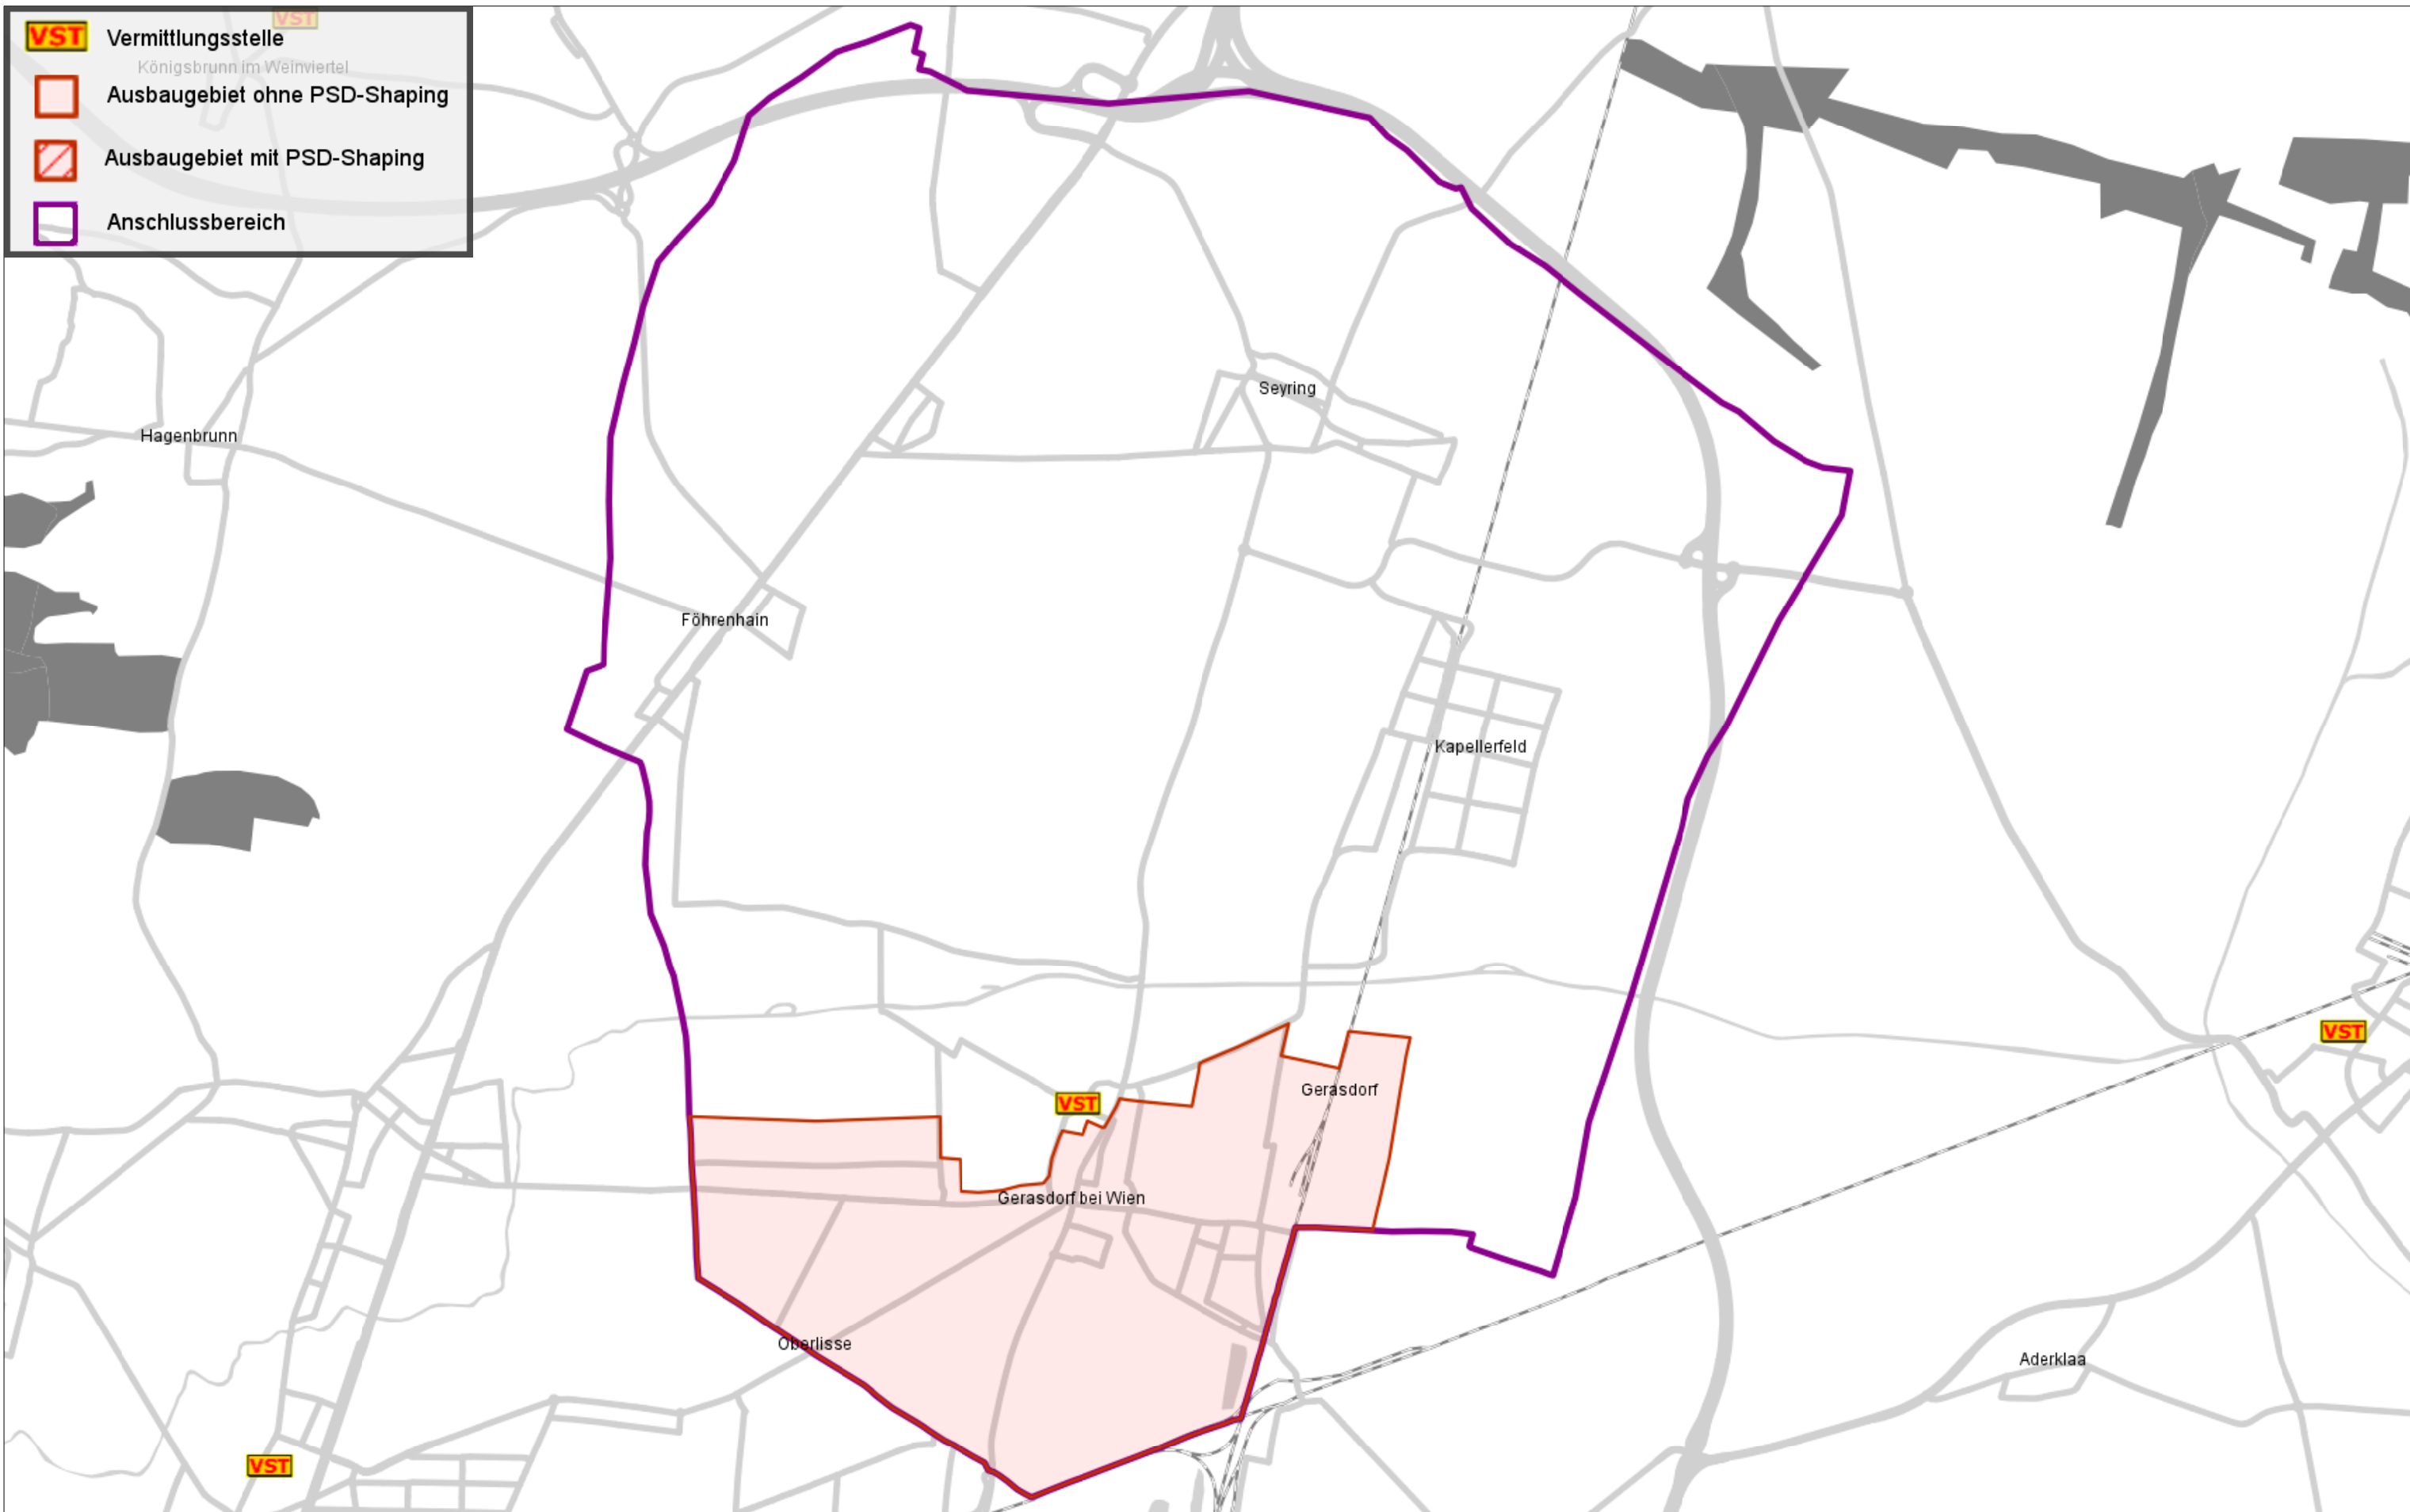 VST
VST Vermittlungsstelle
Königsbrunn im Weinviertel
Ausbaugebiet ohne PSD-Shaping
Ausbaugebiet mit PSD-Shaping
Anschlussbereich
Seyring
Hagenbrunn
Föhrenhain
Kapellerfeld
VST
Gerasdorf
VST
Gerasdorf bei Wien
Oberlisse
Aderklaa
VST